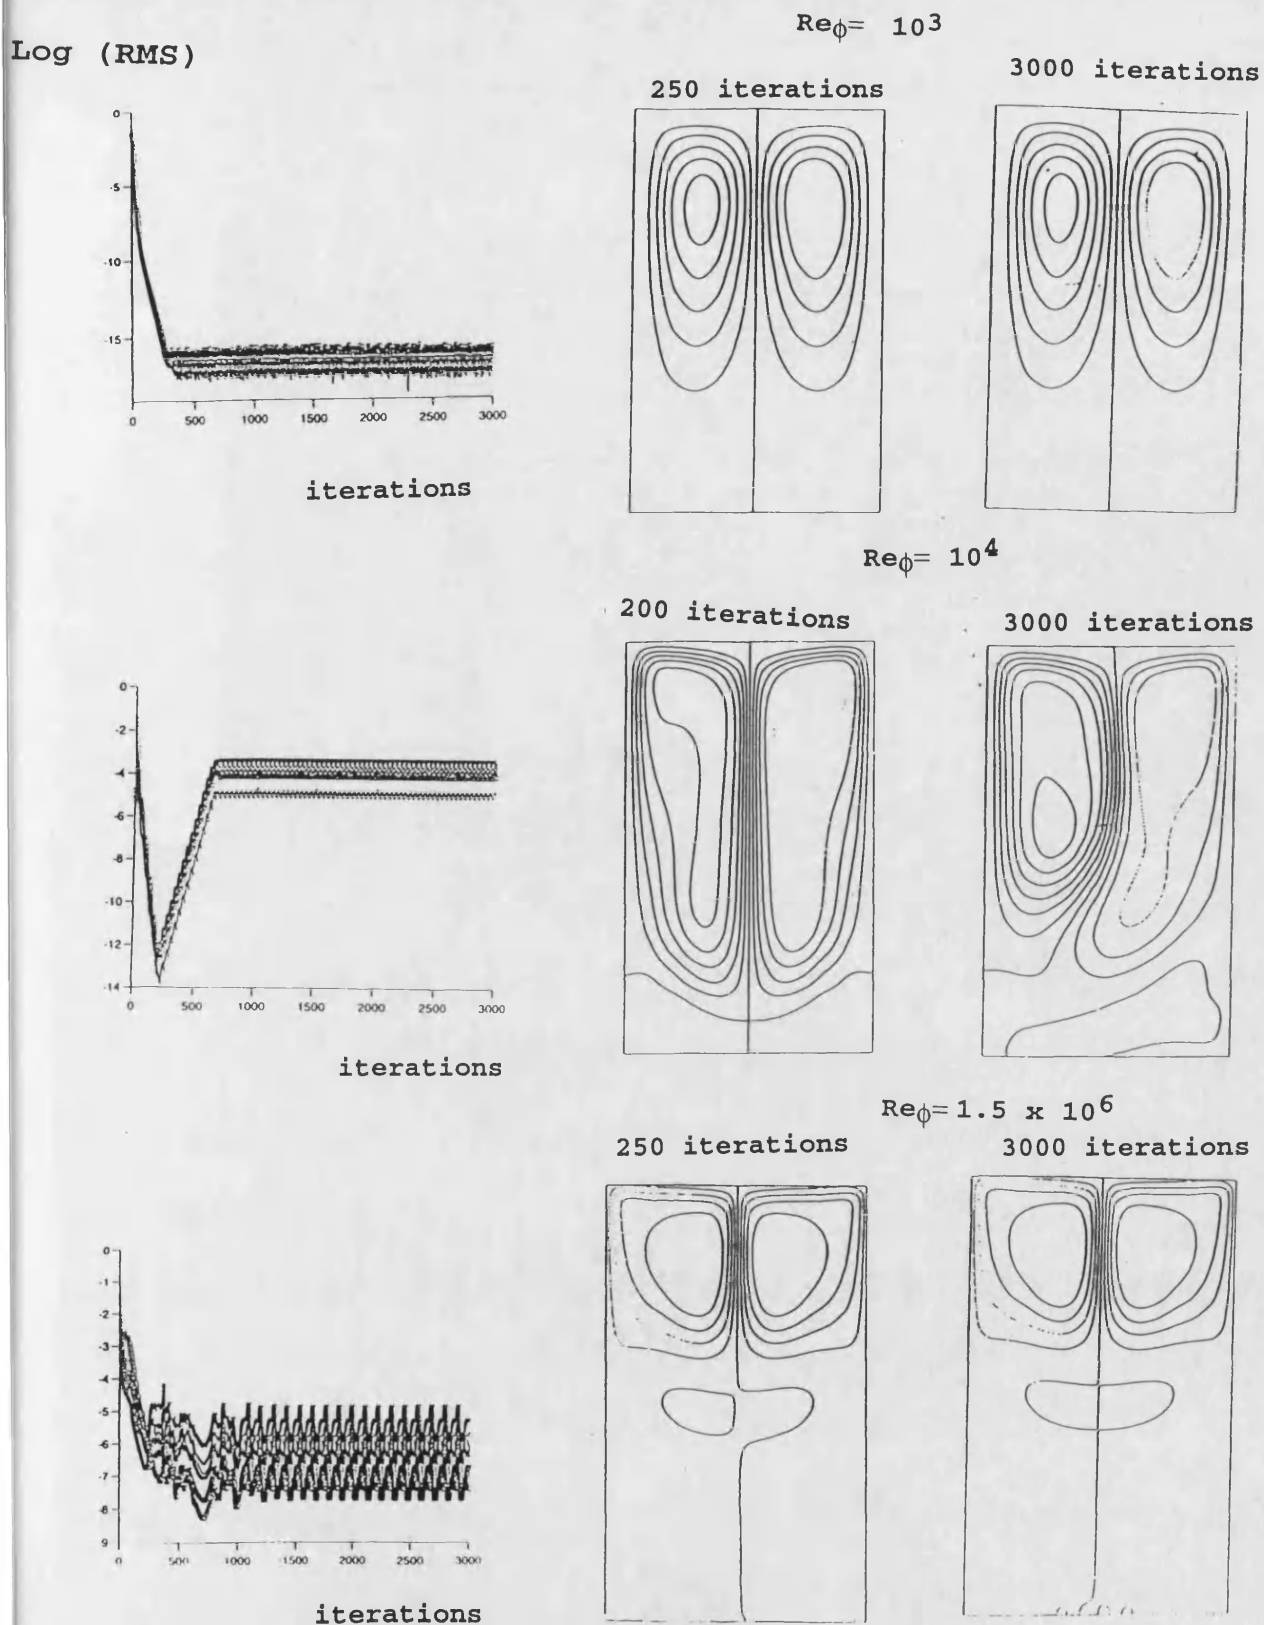 Reϕ= 10³
Log (RMS)
250 iterations
3000 iterations
0
-5
-10
-15
0 500 1000 1500 2000 2500 3000
iterations
Reϕ= 10⁴
200 iterations
3000 iterations
0
-2
-4
-6
-8
-10
-12
-14
0 500 1000 1500 2000 2500 3000
iterations
Reϕ= 1.5 x 10⁶
250 iterations
3000 iterations
0
-1
-2
-3
-4
-5
-6
-7
-8
9
0 500 1000 1500 2000 2500 3000
iterations